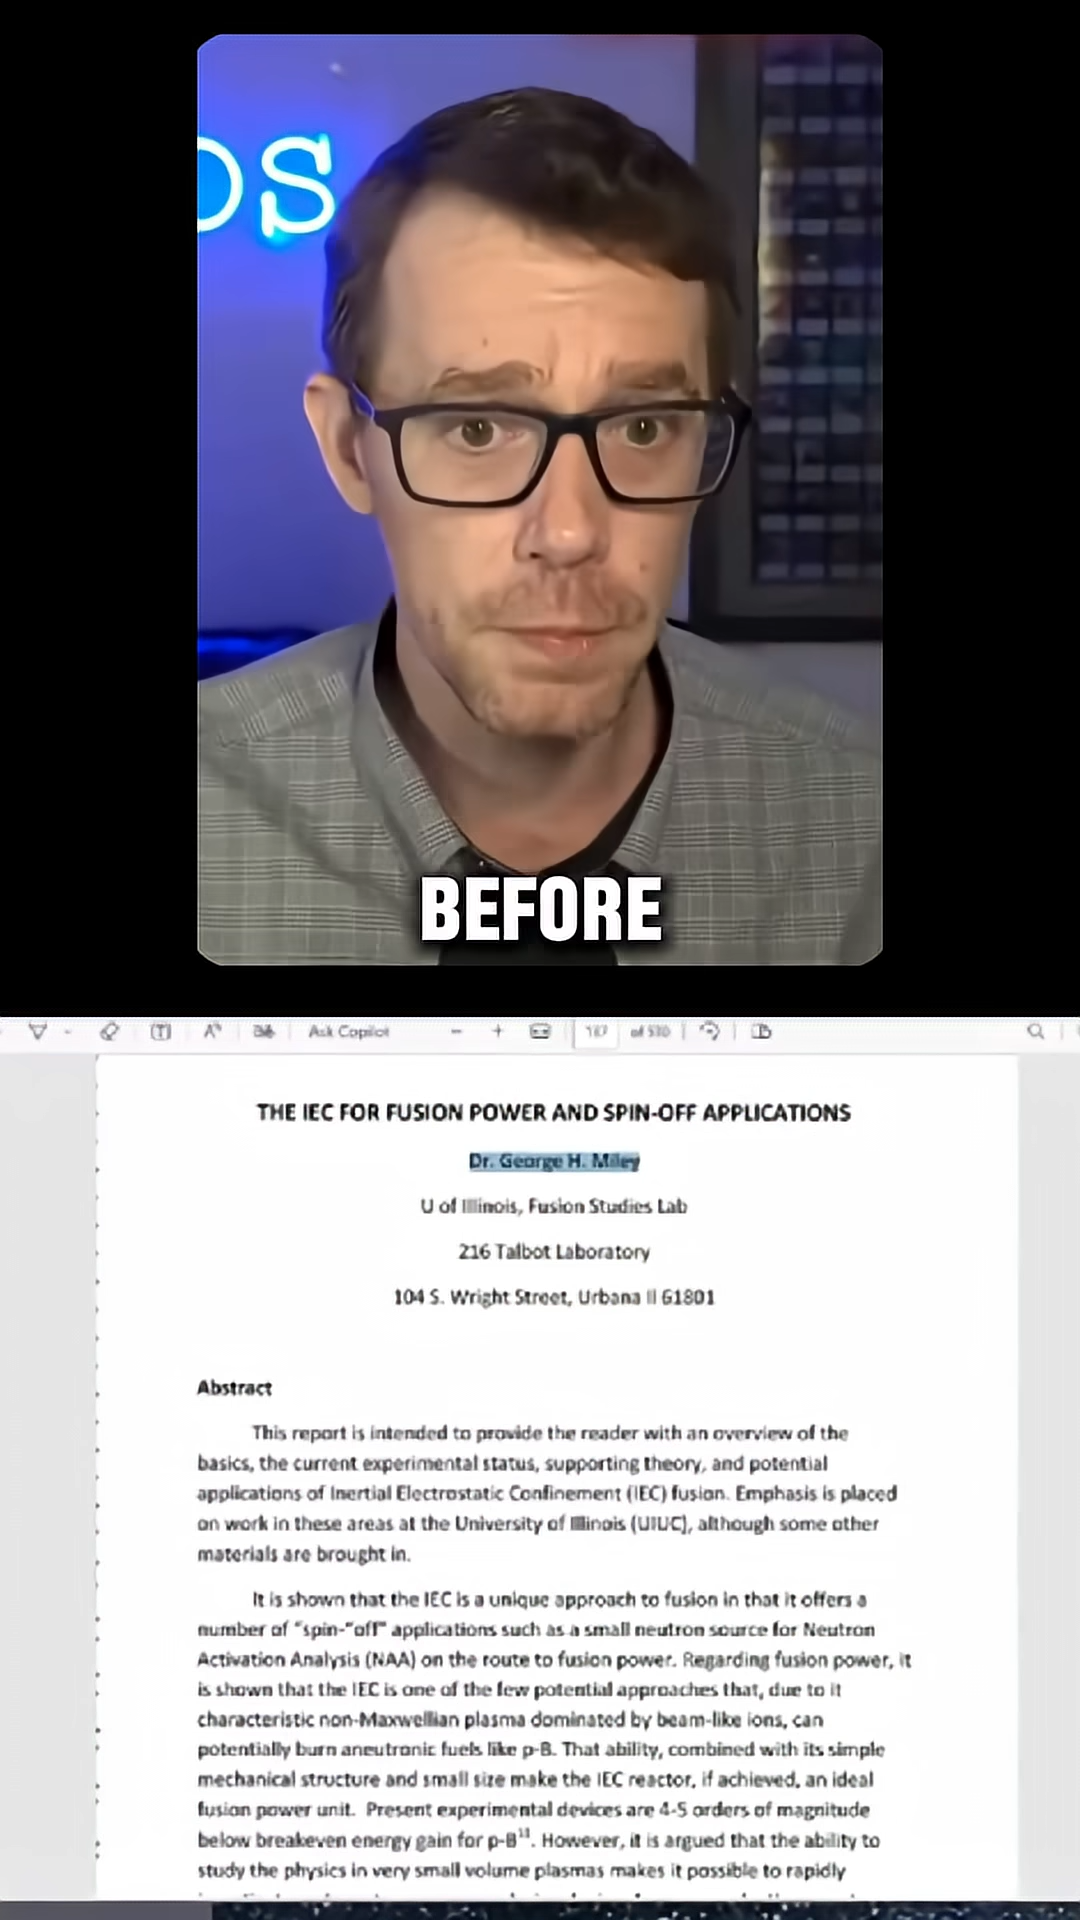 OS
BEFORE
Ask Copilot
187 of 530
THE IEC FOR FUSION POWER AND SPIN-OFF APPLICATIONS
Dr. George H. Miley
U of Illinois, Fusion Studies Lab
216 Talbot Laboratory
104 S. Wright Street, Urbana Il 61801
Abstract
This report is intended to provide the reader with an overview of the
basics, the current experimental status, supporting theory, and potential
applications of Inertial Electrostatic Confinement (IEC) fusion. Emphasis is placed
on work in these areas at the University of Illinois (UIUC), although some other
materials are brought in.
It is shown that the IEC is a unique approach to fusion in that it offers a
number of "spin-"off" applications such as a small neutron source for Neutron
Activation Analysis (NAA) on the route to fusion power. Regarding fusion power, it
is shown that the IEC is one of the few potential approaches that, due to it
characteristic non-Maxwellian plasma dominated by beam-like ions, can
potentially burn aneutronic fuels like p-B. That ability, combined with its simple
mechanical structure and small size make the IEC reactor, if achieved, an ideal
fusion power unit. Present experimental devices are 4-5 orders of magnitude
below breakeven energy gain for p-B¹¹. However, it is argued that the ability to
study the physics in very small volume plasmas makes it possible to rapidly